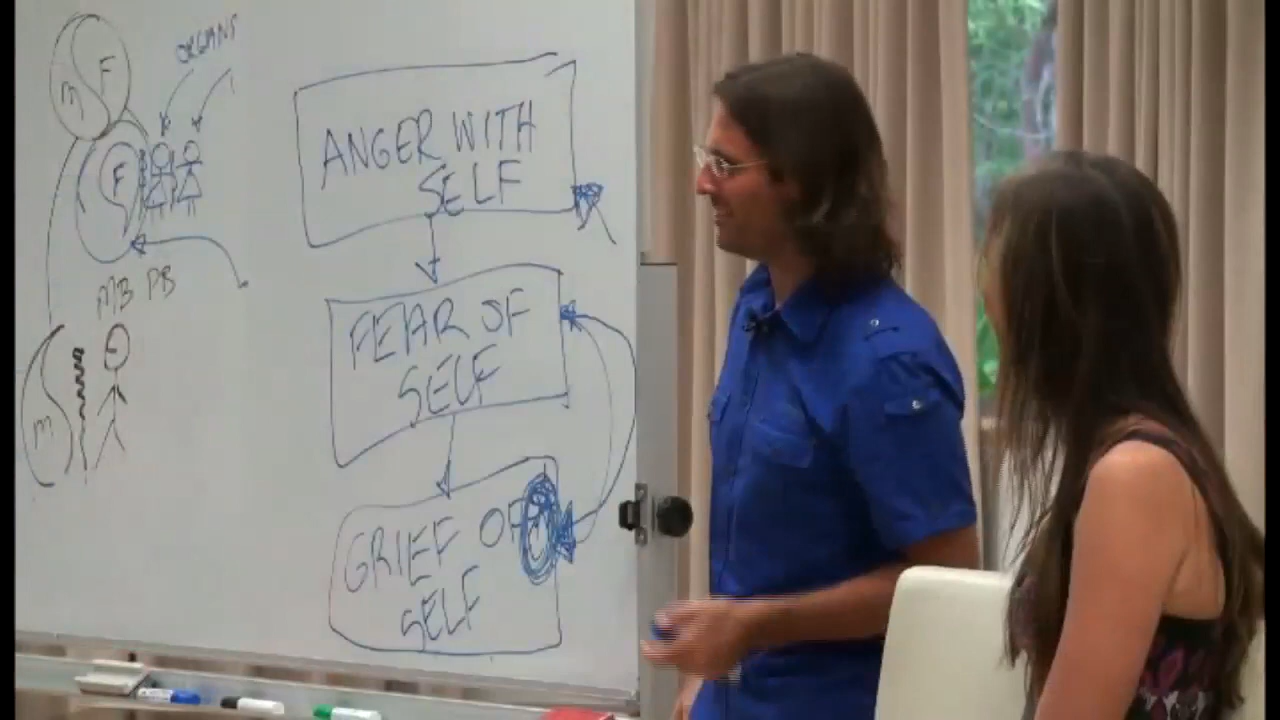 ORGANS
M F
F
MB PB
M
ANGER WITH
SELF
FEAR OF
SELF
GRIEF OF
SELF